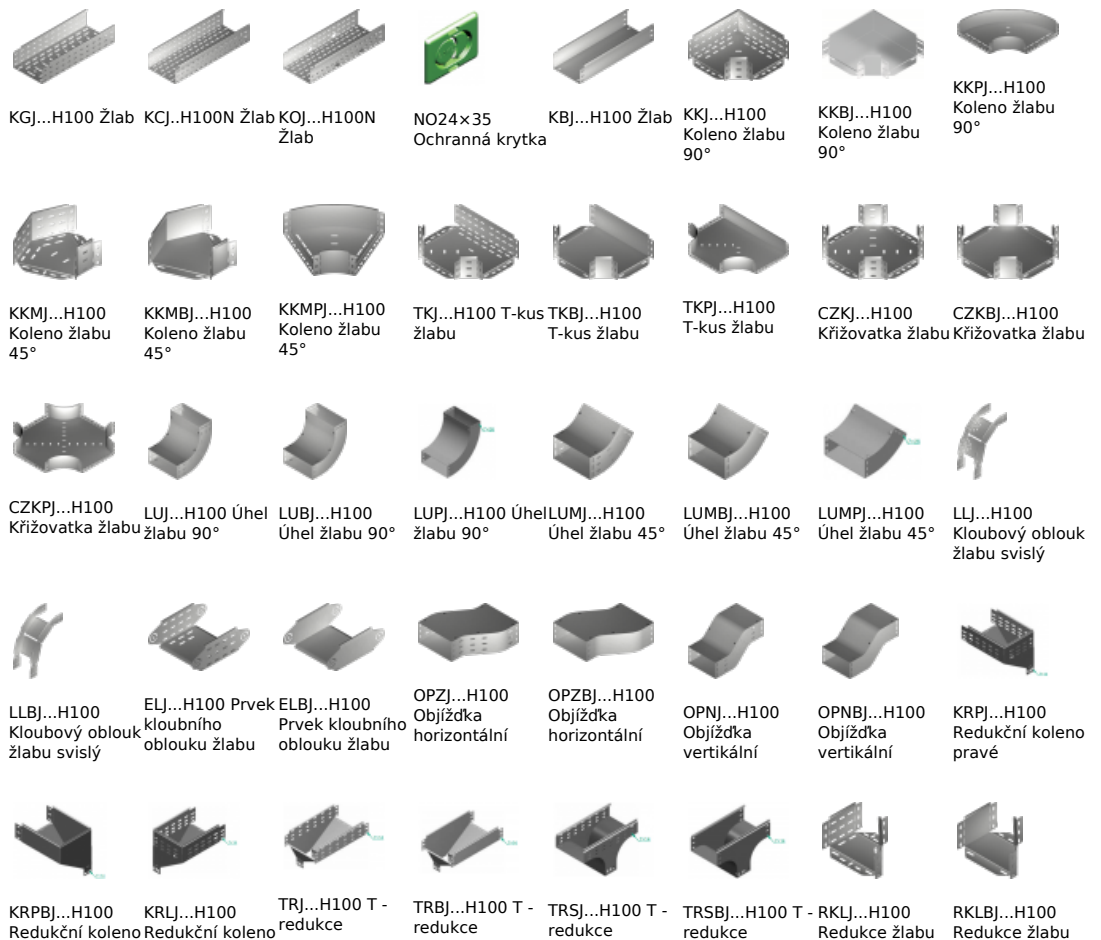 KGJ...H100 Žlab
KCJ..H100N Žlab
KOJ...H100N
Žlab
NO24×35
Ochranná krytka
KBJ...H100 Žlab
KKJ...H100
Koleno žlabu
90°
KKBJ...H100
Koleno žlabu
90°
KKPJ...H100
Koleno žlabu
90°
KKMJ...H100
Koleno žlabu
45°
KKMBJ...H100
Koleno žlabu
45°
KKMPJ...H100
Koleno žlabu
45°
TKJ...H100 T-kus
žlabu
TKBJ...H100
T-kus žlabu
TKPJ...H100
T-kus žlabu
CZKJ...H100
Křižovatka žlabu
CZKBJ...H100
Křižovatka žlabu
CZKPJ...H100
Křižovatka žlabu
LUJ...H100 Úhel
žlabu 90°
LUBJ...H100
Úhel žlabu 90°
LUPJ...H100 Úhel
žlabu 90°
LUMJ...H100
Úhel žlabu 45°
LUMBJ...H100
Úhel žlabu 45°
LUMPJ...H100
Úhel žlabu 45°
LLJ...H100
Kloubový oblouk
žlabu svislý
LLBJ...H100
Kloubový oblouk
žlabu svislý
ELJ...H100 Prvek
kloubního
oblouku žlabu
ELBJ...H100
Prvek kloubního
oblouku žlabu
OPZJ...H100
Objížďka
horizontální
OPZBJ...H100
Objížďka
horizontální
OPNJ...H100
Objížďka
vertikální
OPNBJ...H100
Objížďka
vertikální
KRPJ...H100
Redukční koleno
pravé
KRPBJ...H100
Redukční koleno
KRLJ...H100
Redukční koleno
TRJ...H100 T -
redukce
TRBJ...H100 T -
redukce
TRSJ...H100 T -
redukce
TRSBJ...H100 T -
redukce
RKLJ...H100
Redukce žlabu
RKLBJ...H100
Redukce žlabu